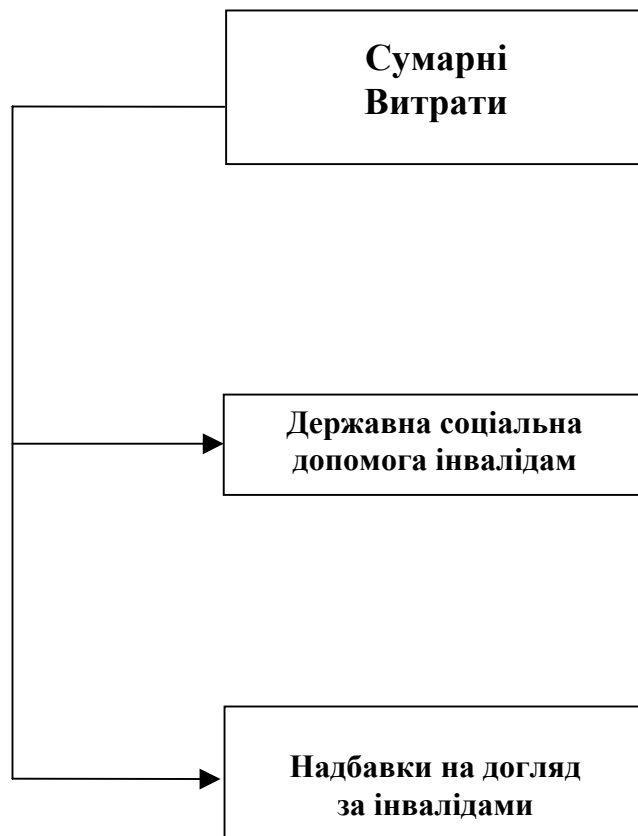 Сумарні
Витрати
Державна соціальна
допомога інвалідам
Надбавки на догляд
за інвалідами